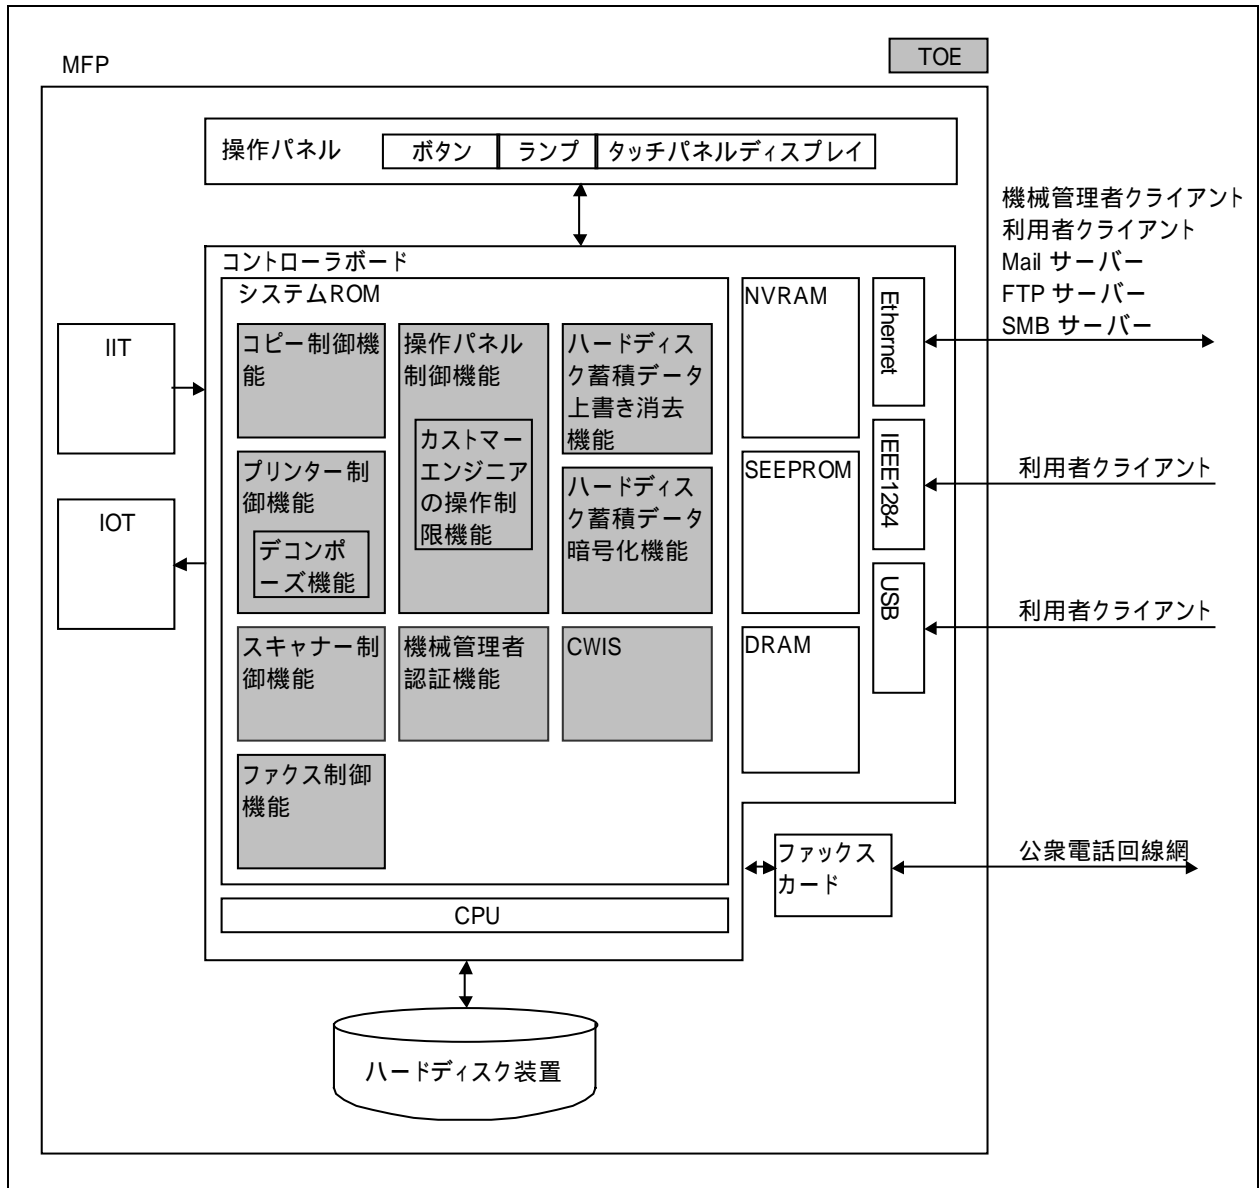 MFP
TOE
操作パネル
ボタン
ランプ
タッチパネルディスプレイ
機械管理者クライアント
利用者クライアント
Mail サーバー
FTP サーバー
SMB サーバー
コントローラボード
システムROM
コピー制御機
能
操作パネル
制御機能
カストマー
エンジニア
の操作制
限機能
ハードディス
ク蓄積データ
上書き消去
機能
プリンター制
御機能
デコンポ
ーズ機能
ハードディス
ク蓄積データ
暗号化機能
スキャナー制
御機能
機械管理者
認証機能
CWIS
ファクス制御
機能
NVRAM
SEEPROM
DRAM
Ethernet
IEEE1284
USB
IIT
IOT
利用者クライアント
利用者クライアント
ファックス
カード
公衆電話回線網
CPU
ハードディスク装置